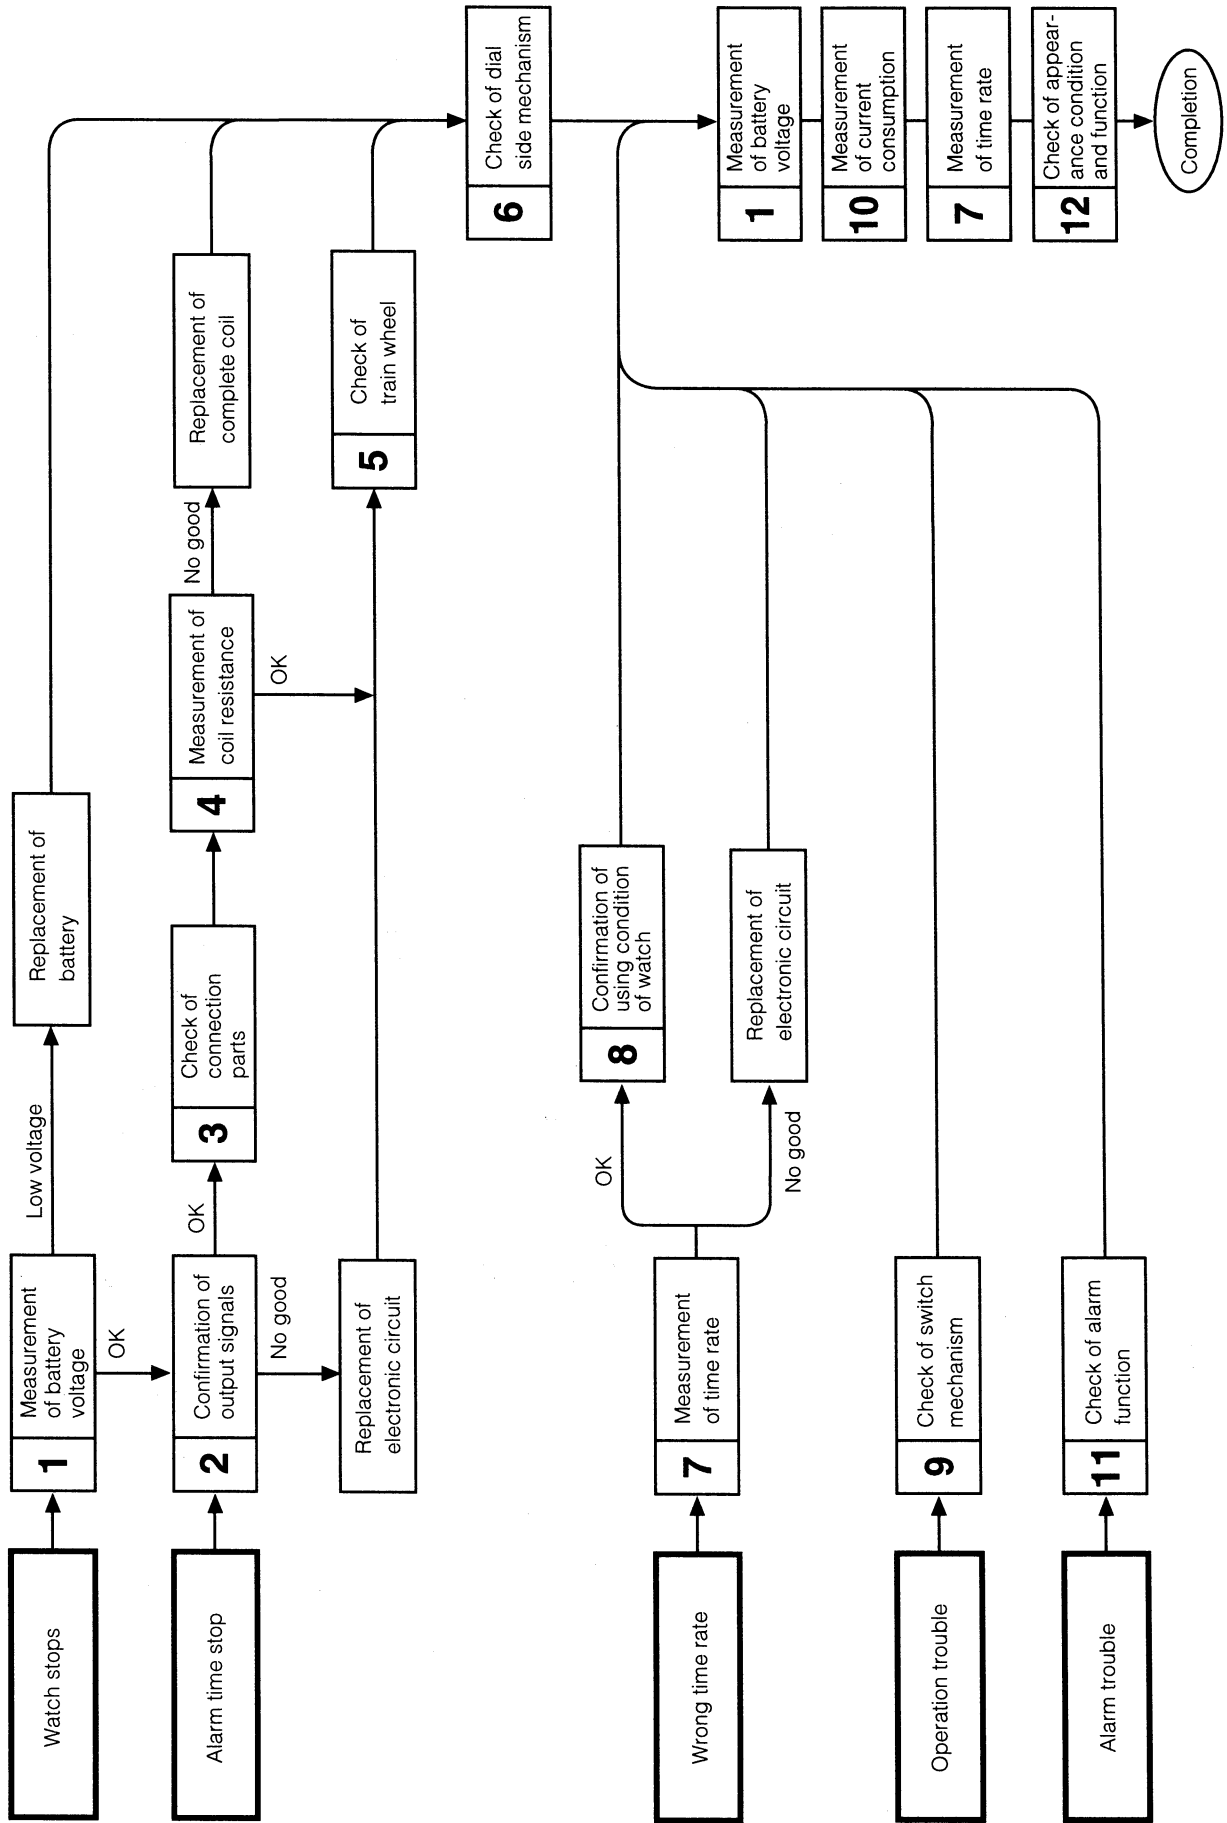 Watch stops
1
Measurement
of battery
voltage
Low voltage
Replacement of
battery
OK
Alarm time stop
2
Confirmation of
output signals
OK
3
Check of
connection
parts
4
Measurement of
coil resistance
No good
Replacement of
complete coil
No good
OK
Replacement of
electronic circuit
5
Check of
train wheel
6
Check of dial
side mechanism
Wrong time rate
7
Measurement
of time rate
OK
8
Confirmation of
using condition
of watch
No good
Replacement of
electronic circuit
Operation trouble
9
Check of switch
mechanism
Alarm trouble
11
Check of alarm
function
1
Measurement
of battery
voltage
10
Measurement
of current
consumption
7
Measurement
of time rate
12
Check of appear-
ance condition
and function
Completion